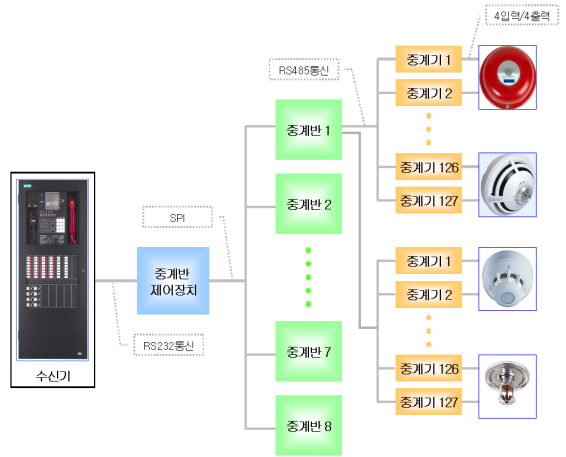 4입력/4출력
RS485통신
중계기 1
중계기 2
중계기 126
중계기 127
중계반 1
중계반 2
SPI
중계반
제어장치
RS232통신
수신기
중계기 1
중계기 2
중계기 126
중계기 127
중계반 7
중계반 8